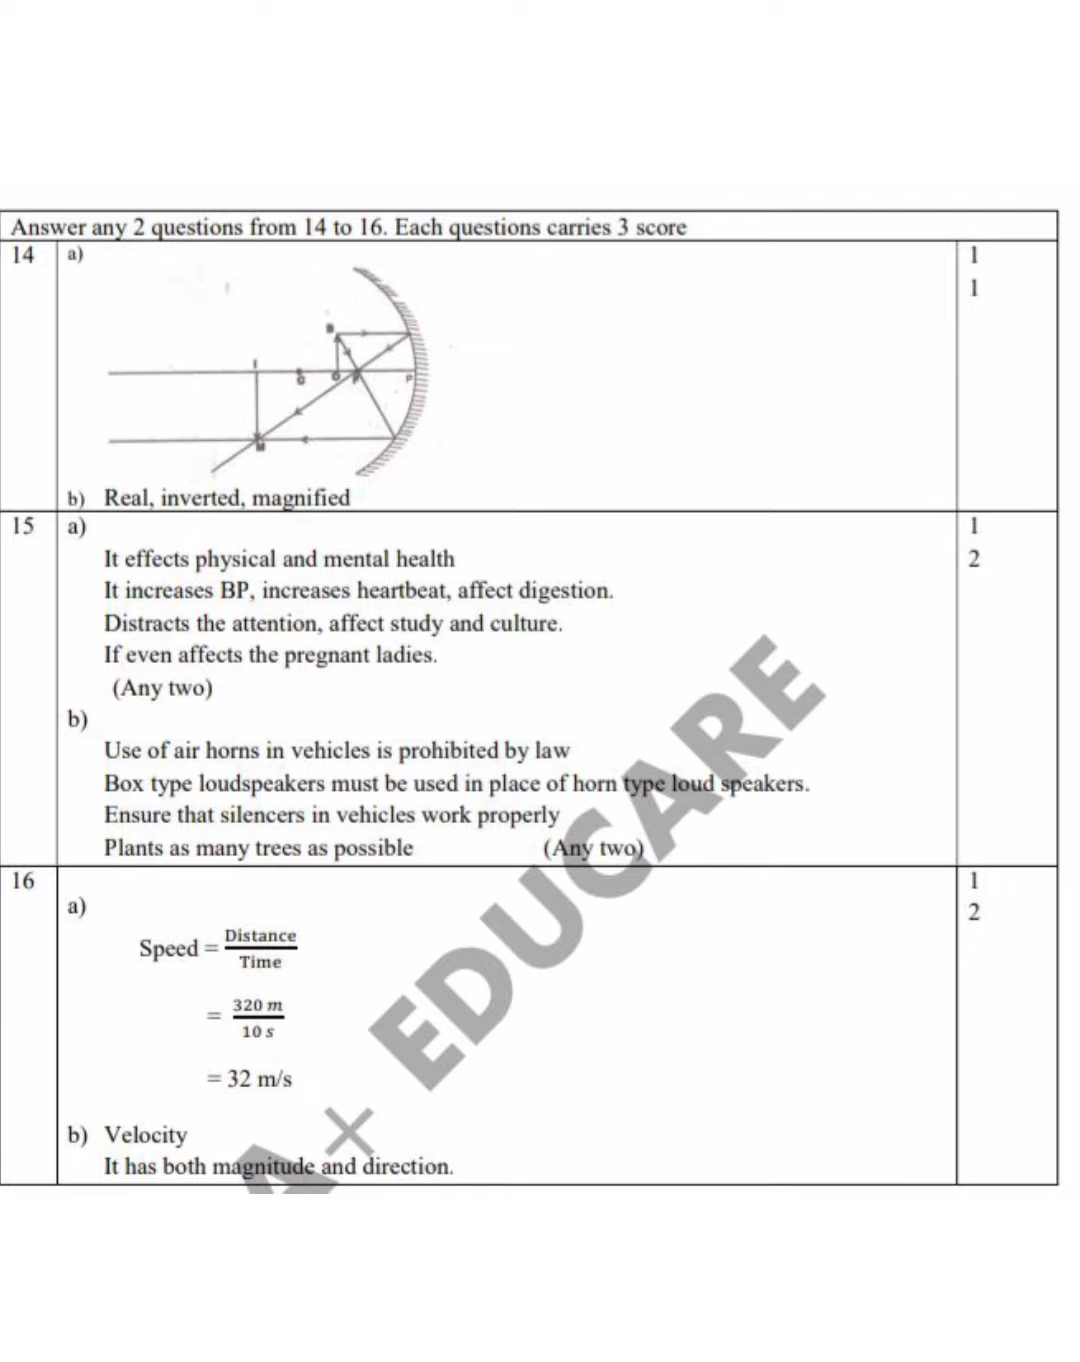 Answer any 2 questions from 14 to 16. Each questions carries 3 score
14 a) 1
1
B
I
C
O F P
M
b) Real, inverted, magnified
15 a) 1
2
It effects physical and mental health
It increases BP, increases heartbeat, affect digestion.
Distracts the attention, affect study and culture.
If even affects the pregnant ladies.
(Any two)
b)
Use of air horns in vehicles is prohibited by law
Box type loudspeakers must be used in place of horn type loud speakers.
Ensure that silencers in vehicles work properly
Plants as many trees as possible (Any two)
16 1
a) 2
Speed = Distance
Time
= 320 m
10 s
= 32 m/s
b) Velocity
It has both magnitude and direction.
A+ EDUCARE